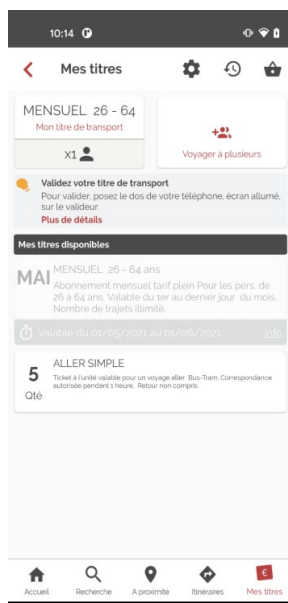 10:14
Mes titres
MENSUEL 26 - 64
Mon titre de transport
x1
Voyager à plusieurs
Validez votre titre de transport
Pour valider, posez le dos de votre téléphone, écran allumé,
sur le valideur.
Plus de détails
Mes titres disponibles
MAI
MENSUEL 26 - 64 ans
Abonnement mensuel tarif plein Pour les pers. de
26 à 64 ans. Valable du 1er au dernier jour du mois.
Nombre de trajets illimité.
Valable du 01/05/2021 au 01/06/2021
info
5
Qté
ALLER SIMPLE
Ticket à l'unité valable pour un voyage aller Bus-Tram. Correspondance
autorisée pendant 1 heure. Retour non compris.
Accueil
Recherche
A proximité
Itinéraires
€
Mes titres